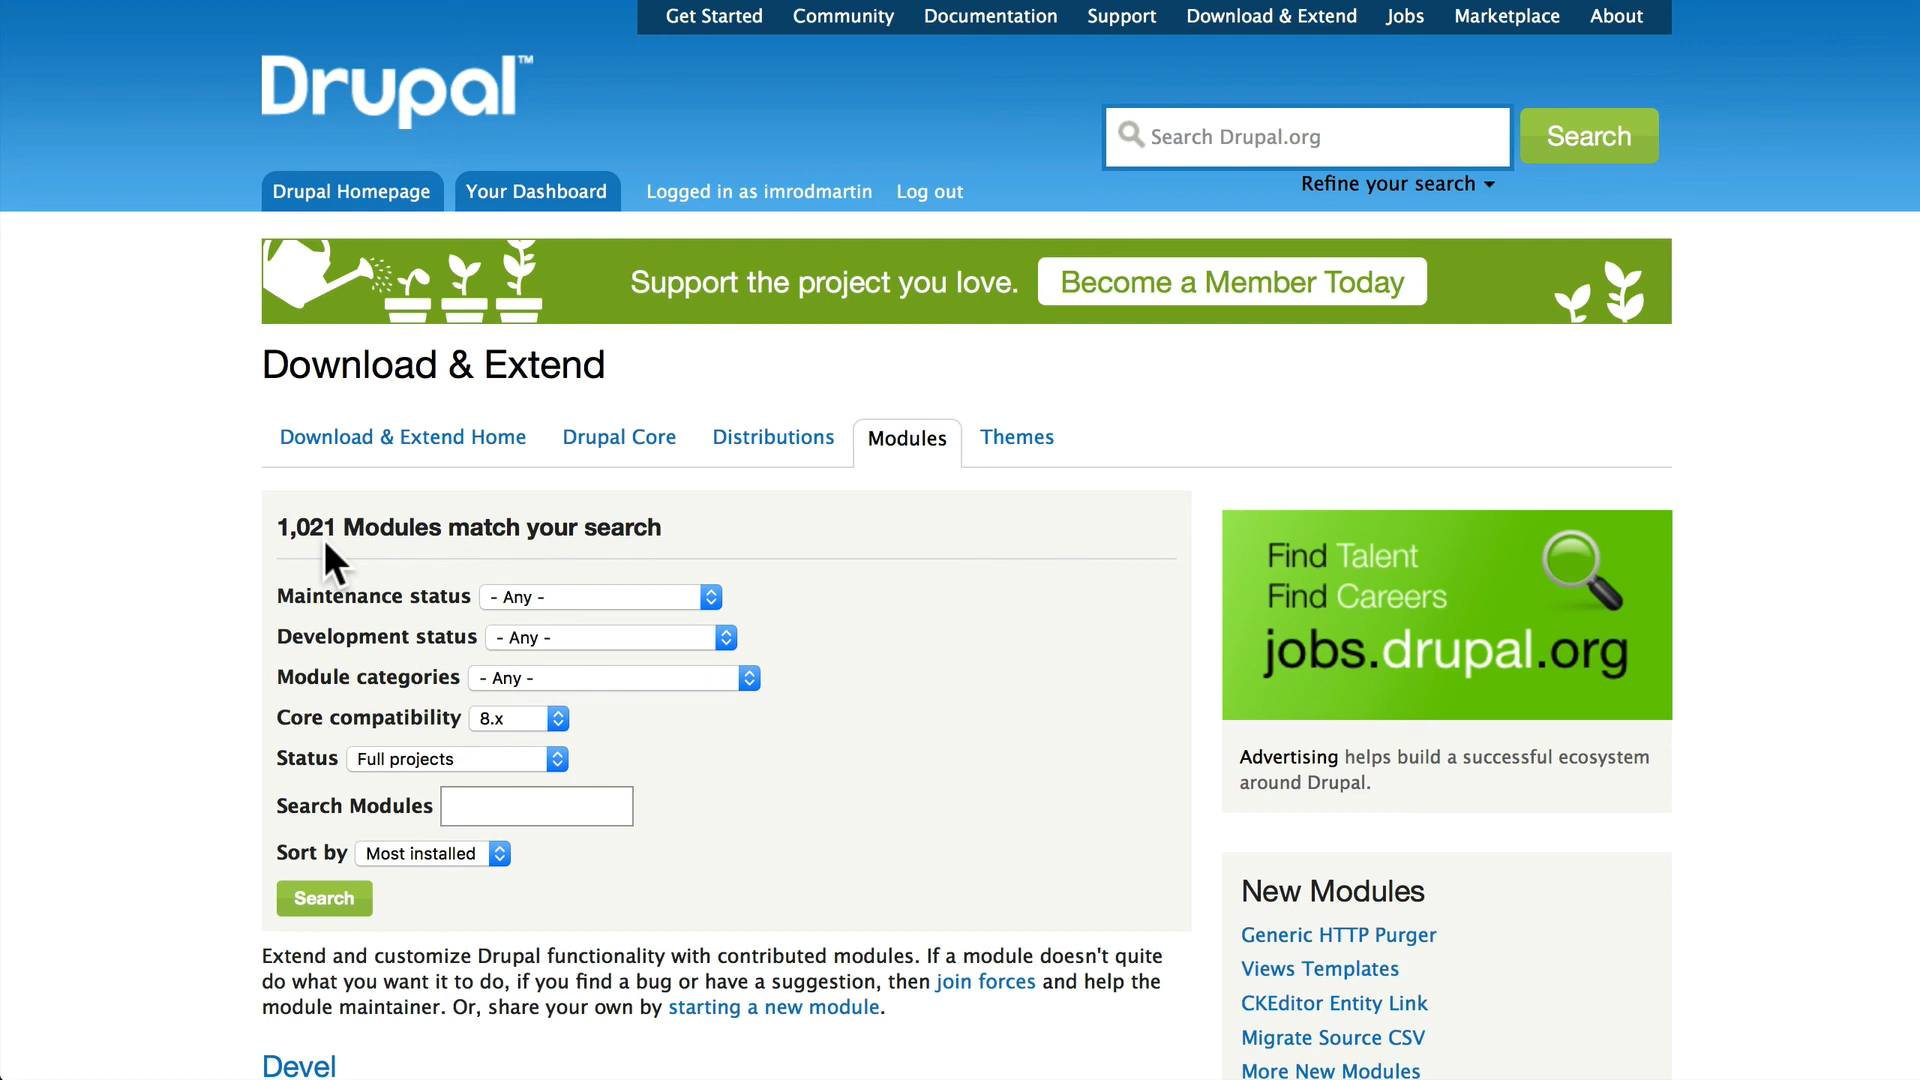 Get Started Community Documentation Support Download & Extend Jobs Marketplace About
Drupal™
Search Drupal.org Search
Refine your search
Drupal Homepage Your Dashboard Logged in as imrodmartin Log out
Support the project you love. Become a Member Today
Download & Extend
Download & Extend Home Drupal Core Distributions Modules Themes
1,021 Modules match your search
Maintenance status - Any -
Development status - Any -
Module categories - Any -
Core compatibility 8.x
Status Full projects
Search Modules
Sort by Most installed
Search
Extend and customize Drupal functionality with contributed modules. If a module doesn't quite
do what you want it to do, if you find a bug or have a suggestion, then join forces and help the
module maintainer. Or, share your own by starting a new module.
Devel
Find Talent
Find Careers
jobs.drupal.org
Advertising helps build a successful ecosystem
around Drupal.
New Modules
Generic HTTP Purger
Views Templates
CKEditor Entity Link
Migrate Source CSV
More New Modules